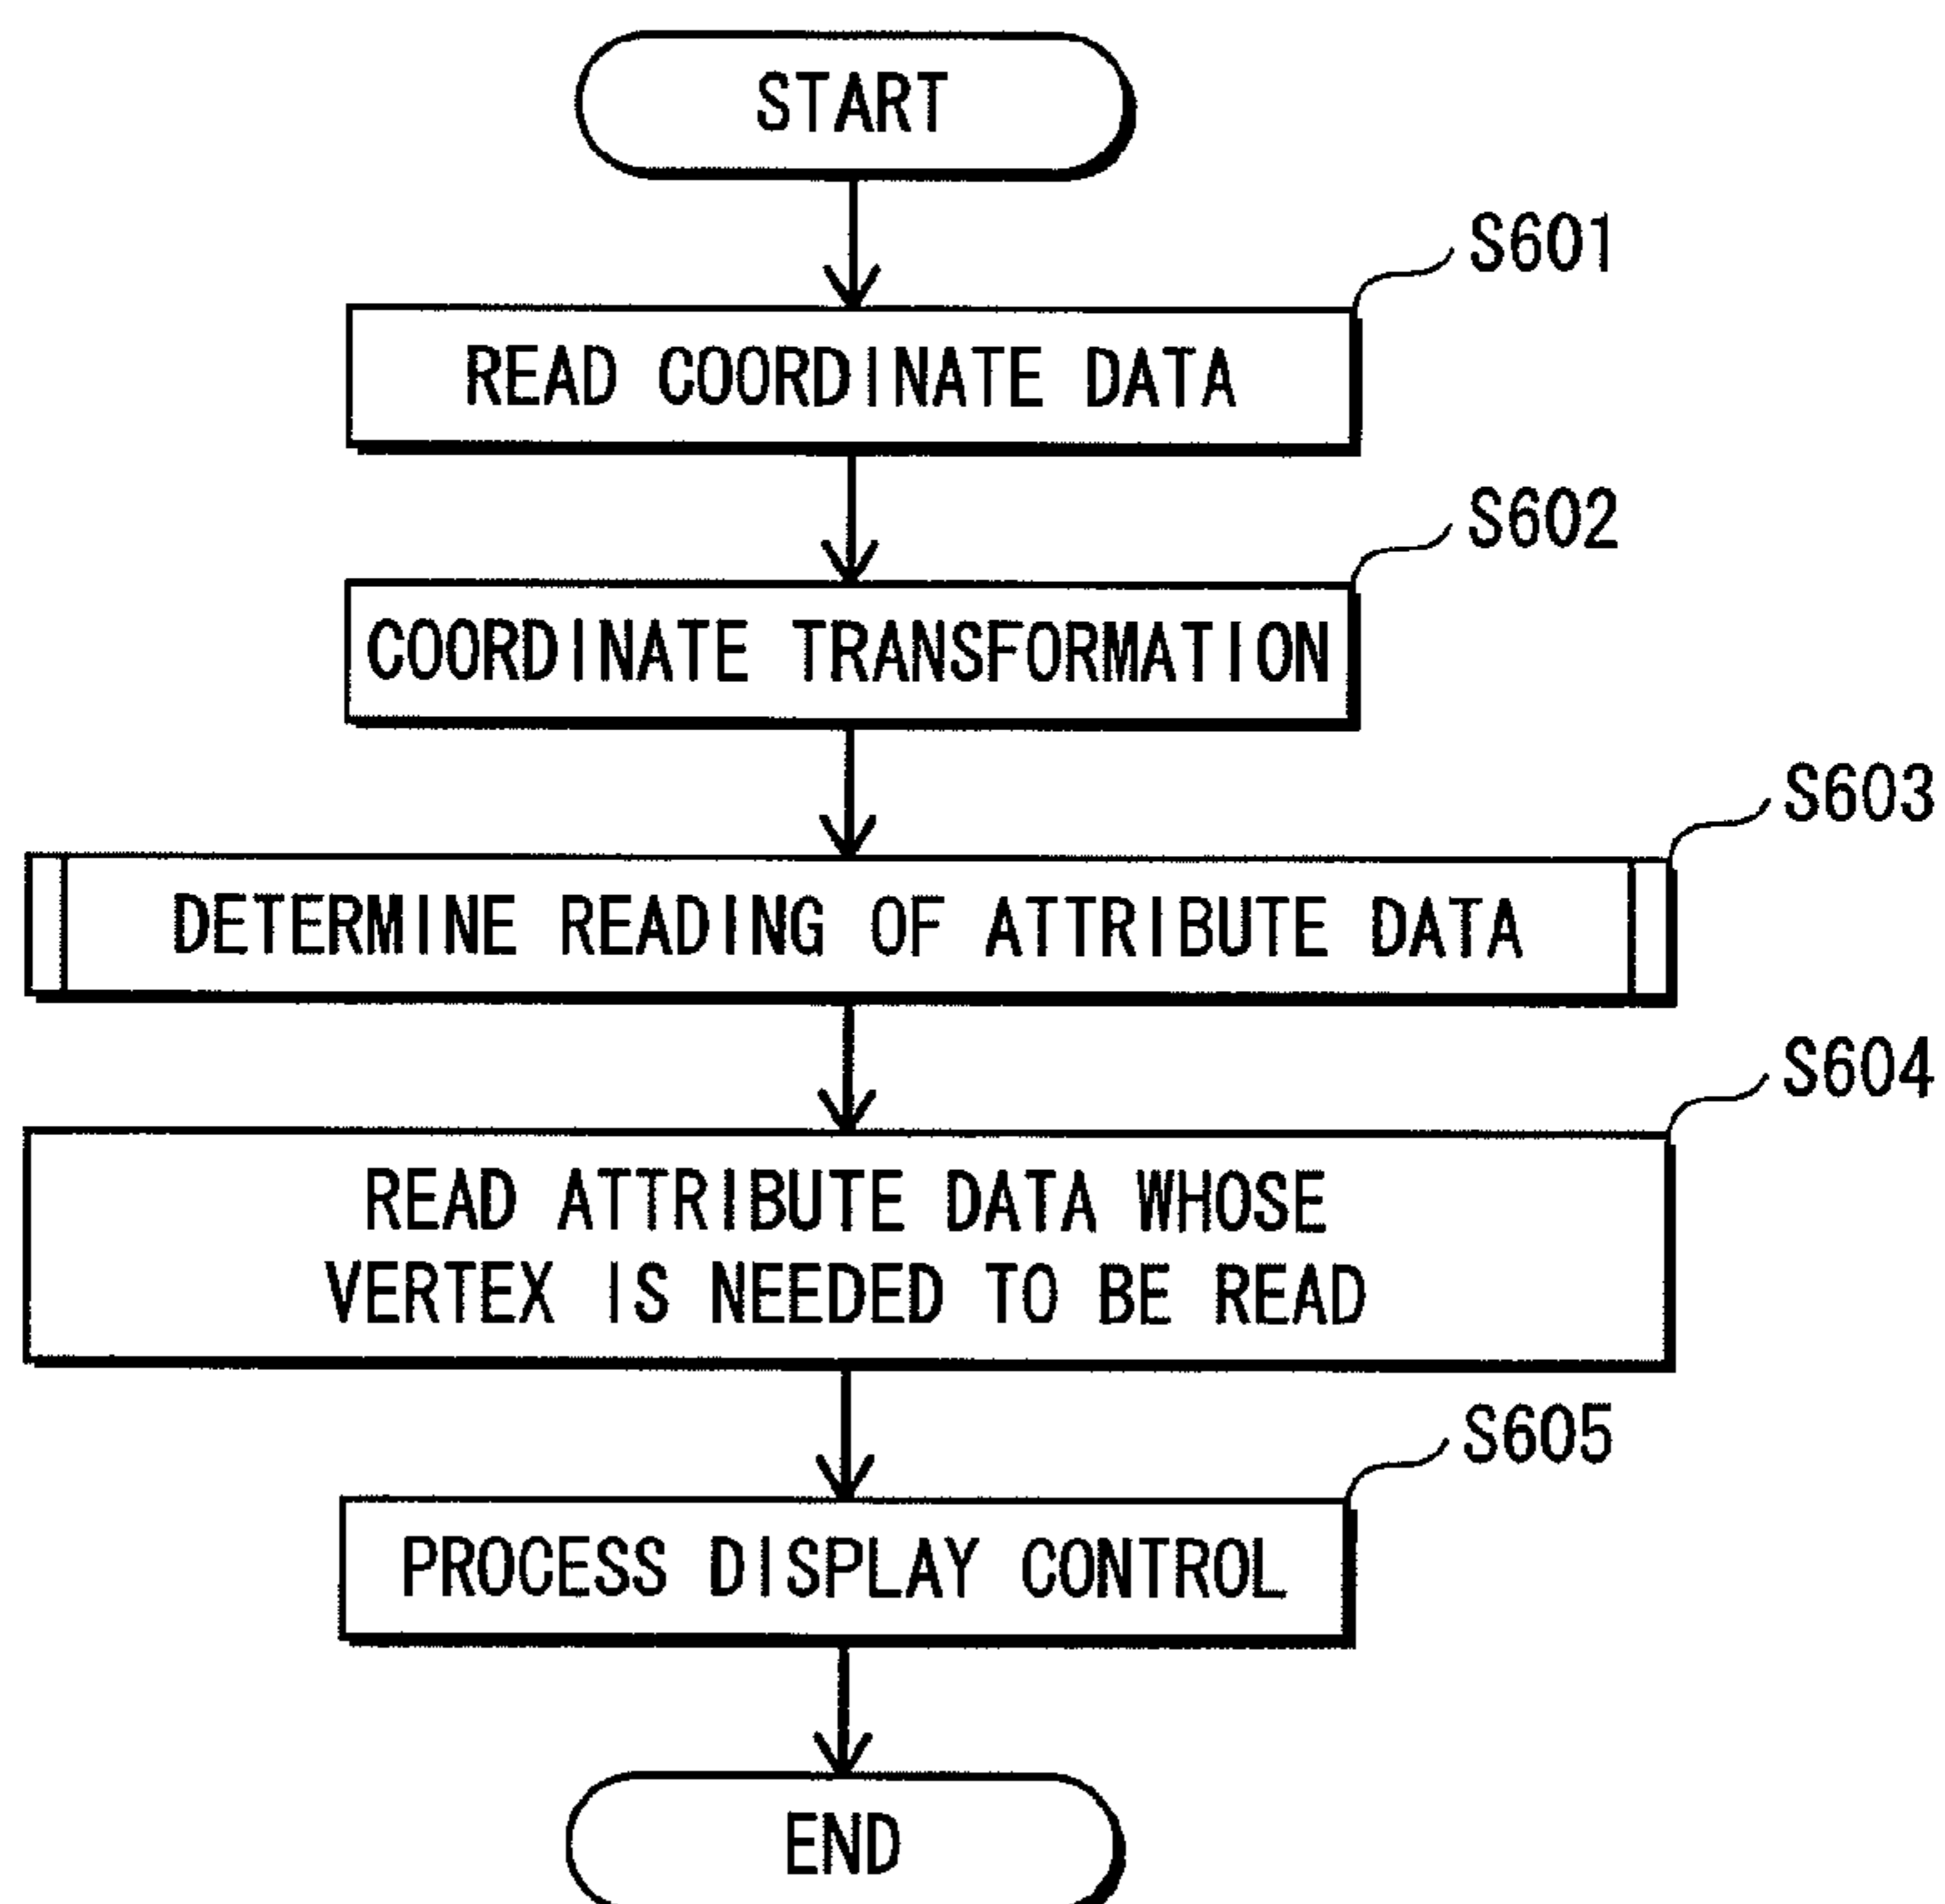 START
S601
READ COORDINATE DATA
S602
COORDINATE TRANSFORMATION
S603
DETERMINE READING OF ATTRIBUTE DATA
S604
READ ATTRIBUTE DATA WHOSE
VERTEX IS NEEDED TO BE READ
S605
PROCESS DISPLAY CONTROL
END